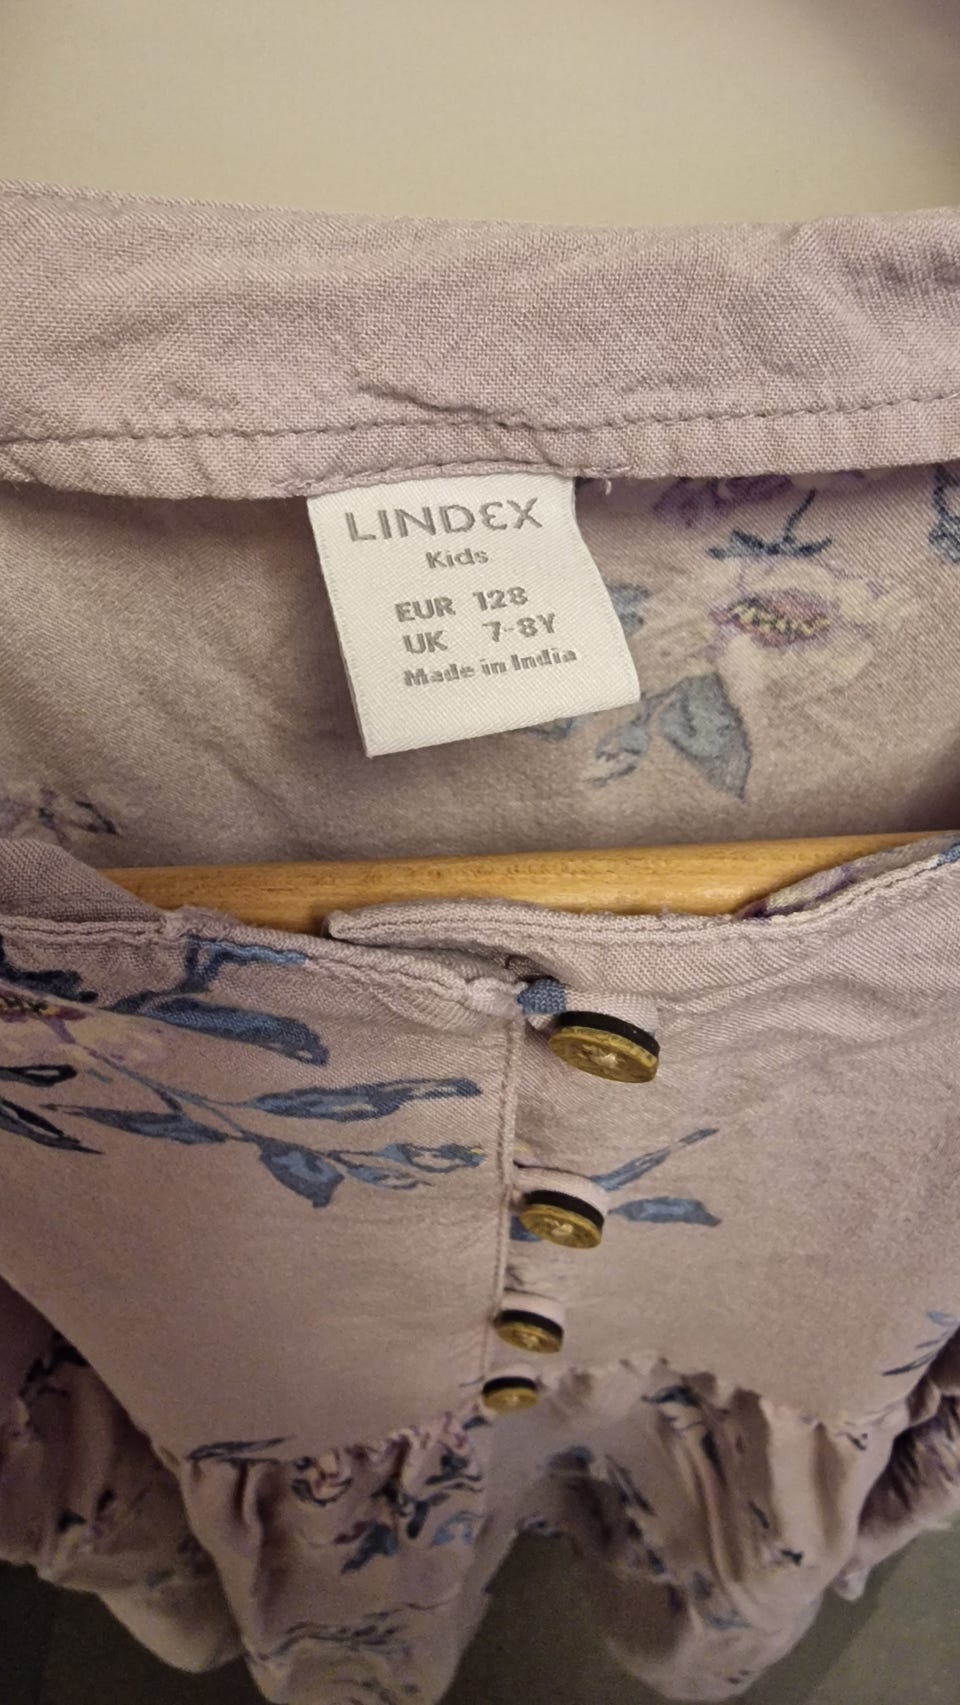 LINDEX
Kids
EUR 128
UK 7-8Y
Made in India